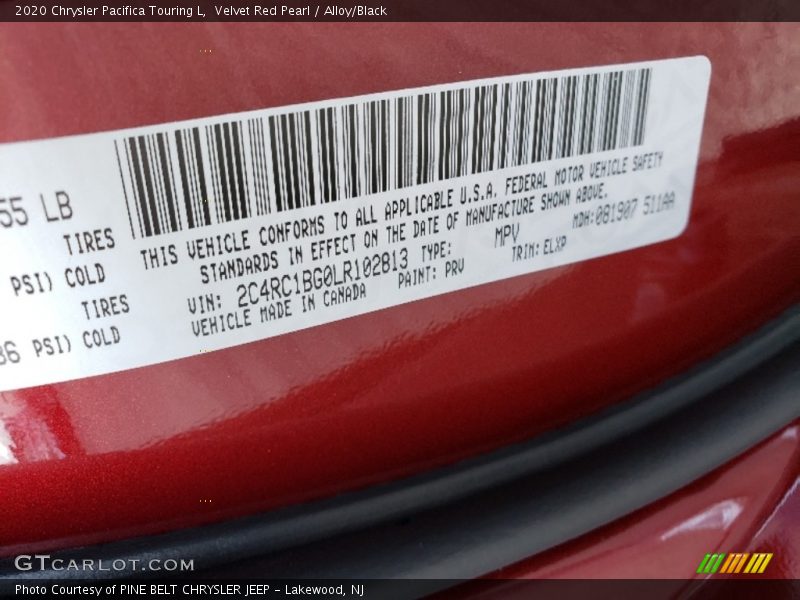 2020 Chrysler Pacifica Touring L, Velvet Red Pearl / Alloy/Black
55 LB
TIRES
PSI) COLD
TIRES
36 PSI) COLD
THIS VEHICLE CONFORMS TO ALL APPLICABLE U.S.A. FEDERAL MOTOR VEHICLE SAFETY
STANDARDS IN EFFECT ON THE DATE OF MANUFACTURE SHOWN ABOVE.
VIN: 2C4RC1BG0LR102813 TYPE: MPV MDH:081907 511AA
VEHICLE MADE IN CANADA PAINT: PRV TRIM: ELXP
GTCARLOT.COM
Photo Courtesy of PINE BELT CHRYSLER JEEP - Lakewood, NJ